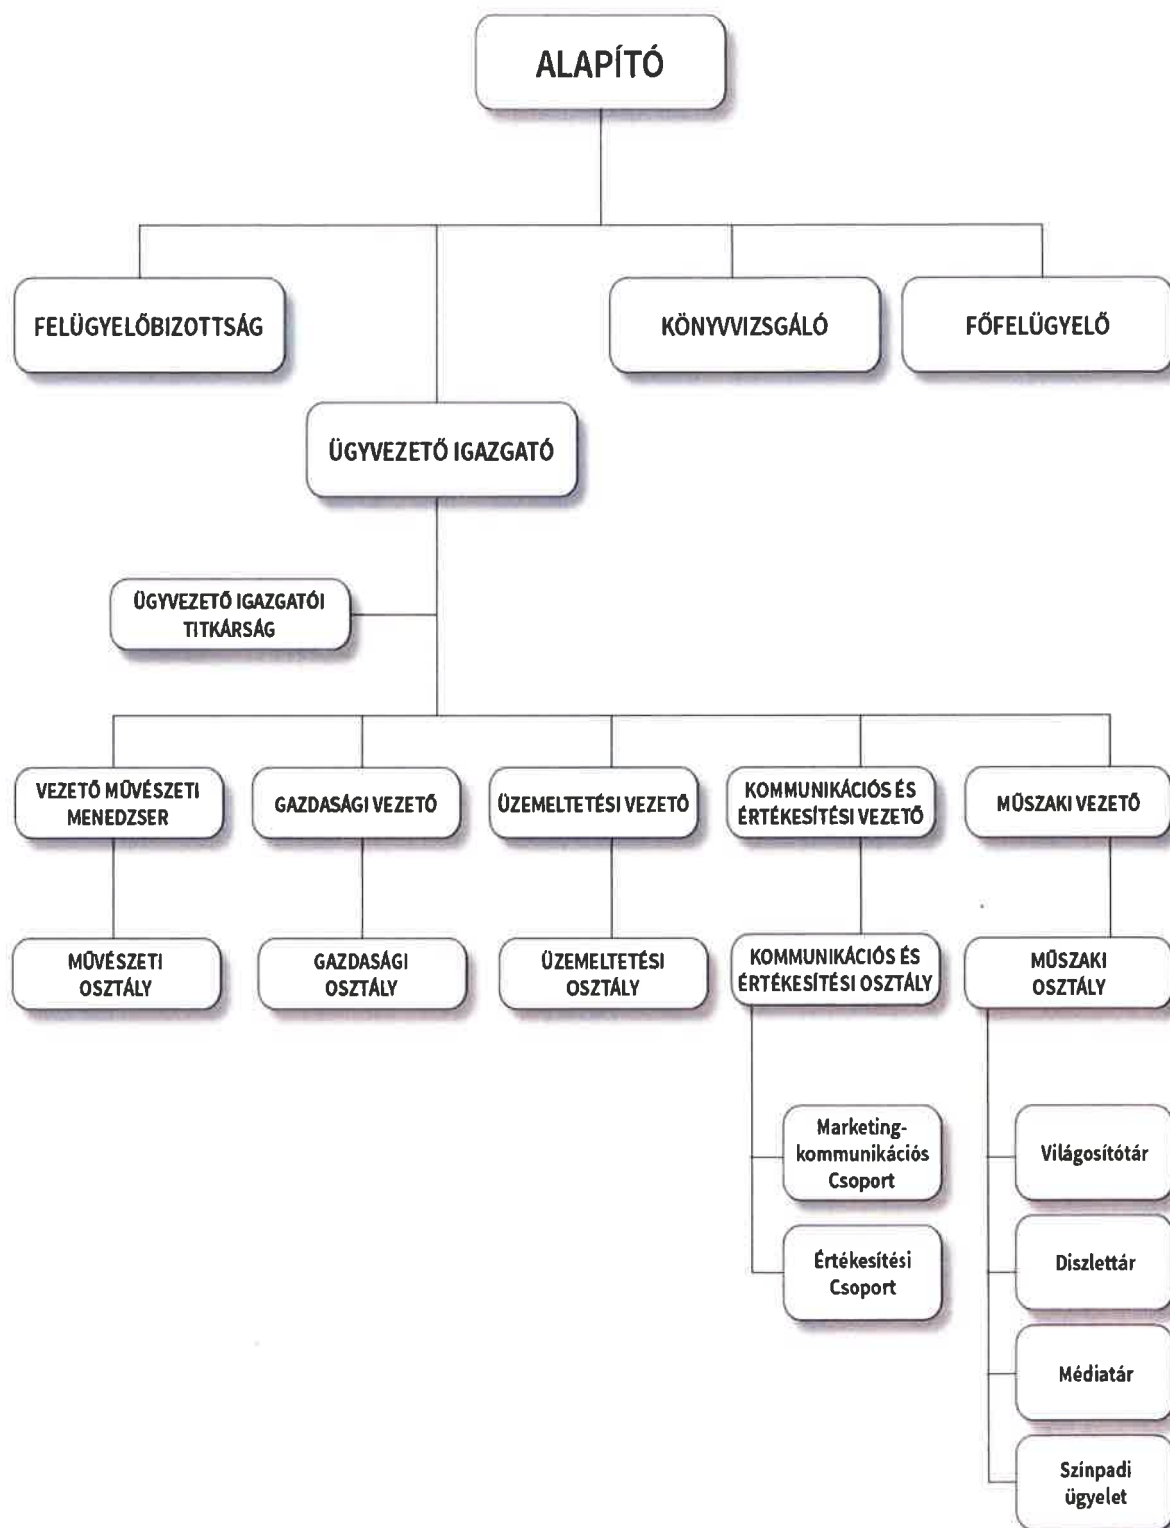 ALAPÍTÓ
FELÜGYELŐBIZOTTSÁG
KÖNYVVIZSGÁLÓ
FŐFELÜGYELŐ
ÜGYVEZETŐ IGAZGATÓ
ÜGYVEZETŐ IGAZGATÓI
TITKÁRSÁG
VEZETŐ MŰVÉSZETI
MENEDZSER
GAZDASÁGI VEZETŐ
ÜZEMELTETÉSI VEZETŐ
KOMMUNIKÁCIÓS ÉS
ÉRTÉKESÍTÉSI VEZETŐ
MŰSZAKI VEZETŐ
MŰVÉSZETI
OSZTÁLY
GAZDASÁGI
OSZTÁLY
ÜZEMELTETÉSI
OSZTÁLY
KOMMUNIKÁCIÓS ÉS
ÉRTÉKESÍTÉSI OSZTÁLY
MŰSZAKI
OSZTÁLY
Marketing-
kommunikációs
Csoport
Értékesítési
Csoport
Világosítótár
Diszlettár
Médiatár
Színpadi
ügyelet